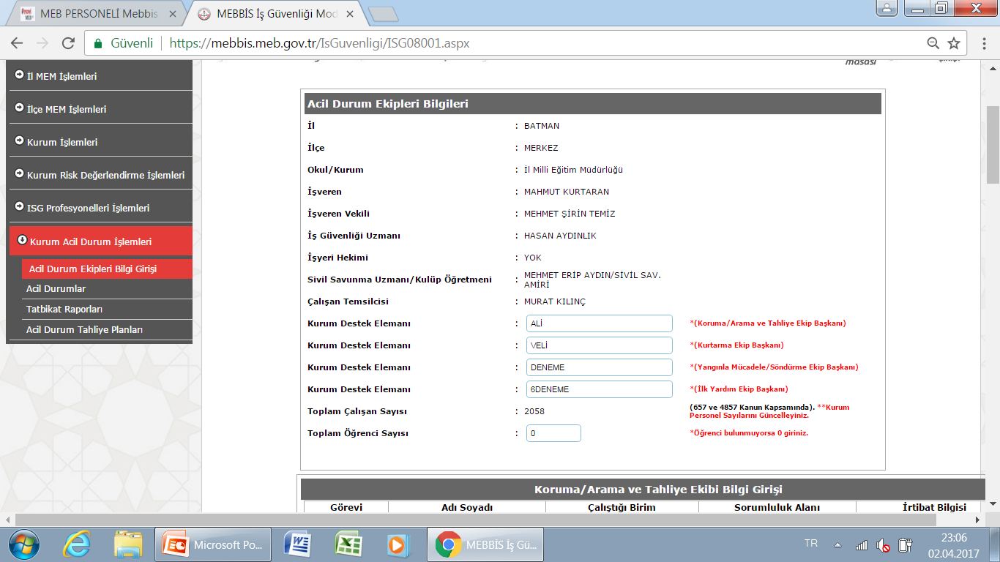 MEB PERSONELİ Mebbis
MEBBİS İş Güvenliği Mod
Güvenli
https://mebbis.meb.gov.tr/IsGuvenligi/ISG08001.aspx
masası
İl MEM İşlemleri
İlçe MEM İşlemleri
Kurum İşlemleri
Kurum Risk Değerlendirme İşlemleri
ISG Profesyonelleri İşlemleri
Kurum Acil Durum İşlemleri
Acil Durum Ekipleri Bilgi Girişi
Acil Durumlar
Tatbikat Raporları
Acil Durum Tahliye Planları
Acil Durum Ekipleri Bilgileri
İl : BATMAN
İlçe : MERKEZ
Okul/Kurum : İl Milli Eğitim Müdürlüğü
İşveren : MAHMUT KURTARAN
İşveren Vekili : MEHMET ŞİRİN TEMİZ
İş Güvenliği Uzmanı : HASAN AYDINLIK
İşyeri Hekimi : YOK
Sivil Savunma Uzmanı/Kulüp Öğretmeni : MEHMET ERİP AYDIN/SİVİL SAV.
AMİRİ
Çalışan Temsilcisi : MURAT KILINÇ
Kurum Destek Elemanı : ALİ *(Koruma/Arama ve Tahliye Ekip Başkanı)
Kurum Destek Elemanı : VELİ *(Kurtarma Ekip Başkanı)
Kurum Destek Elemanı : DENEME *(Yangınla Mücadele/Söndürme Ekip Başkanı)
Kurum Destek Elemanı : 6DENEME *(İlk Yardım Ekip Başkanı)
Toplam Çalışan Sayısı : 2058 (657 ve 4857 Kanun Kapsamında). **Kurum
Personel Sayılarını Güncelleyiniz.
Toplam Öğrenci Sayısı : 0 *Öğrenci bulunmuyorsa 0 giriniz.
Koruma/Arama ve Tahliye Ekibi Bilgi Girişi
Görevi Adı Soyadı Çalıştığı Birim Sorumluluk Alanı İrtibat Bilgisi
Microsoft Po...
MEBBİS İş Gü...
TR
23:06
02.04.2017